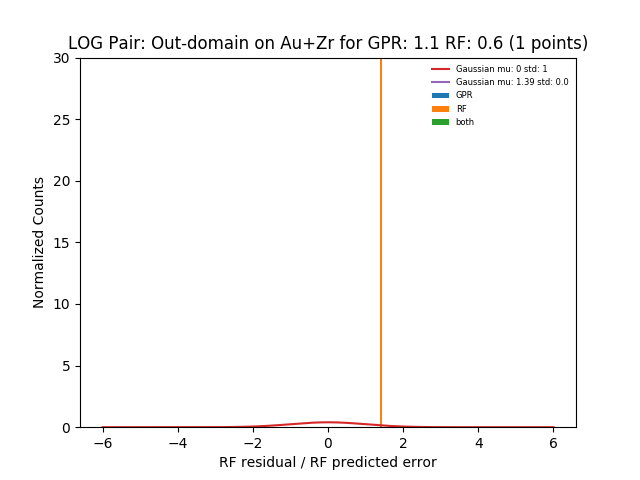 LOG Pair: Out-domain on Au+Zr for GPR: 1.1 RF: 0.6 (1 points)
30
25
20
15
10
5
0
Normalized Counts
Gaussian mu: 0 std: 1
Gaussian mu: 1.39 std: 0.0
GPR
RF
both
−6
−4
−2
0
2
4
6
RF residual / RF predicted error